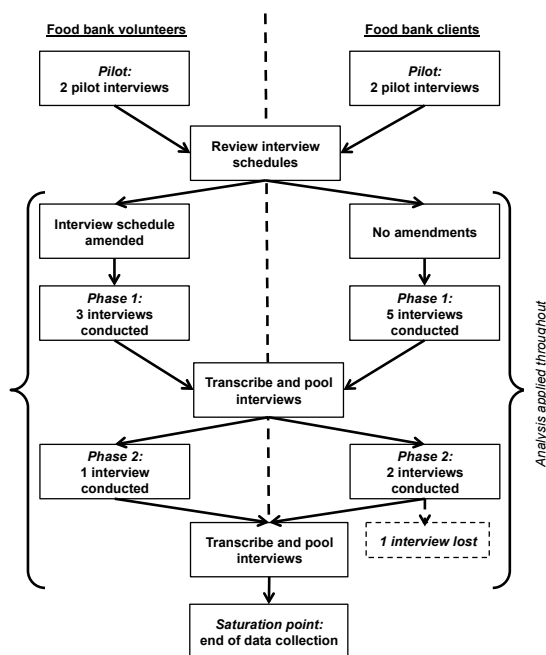 Food bank volunteers
Food bank clients
Pilot:
2 pilot interviews
Pilot:
2 pilot interviews
Review interview
schedules
Interview schedule
amended
No amendments
Phase 1:
3 interviews
conducted
Phase 1:
5 interviews
conducted
Transcribe and pool
interviews
Phase 2:
1 interview
conducted
Phase 2:
2 interviews
conducted
Transcribe and pool
interviews
1 interview lost
Saturation point:
end of data collection
Analysis applied throughout